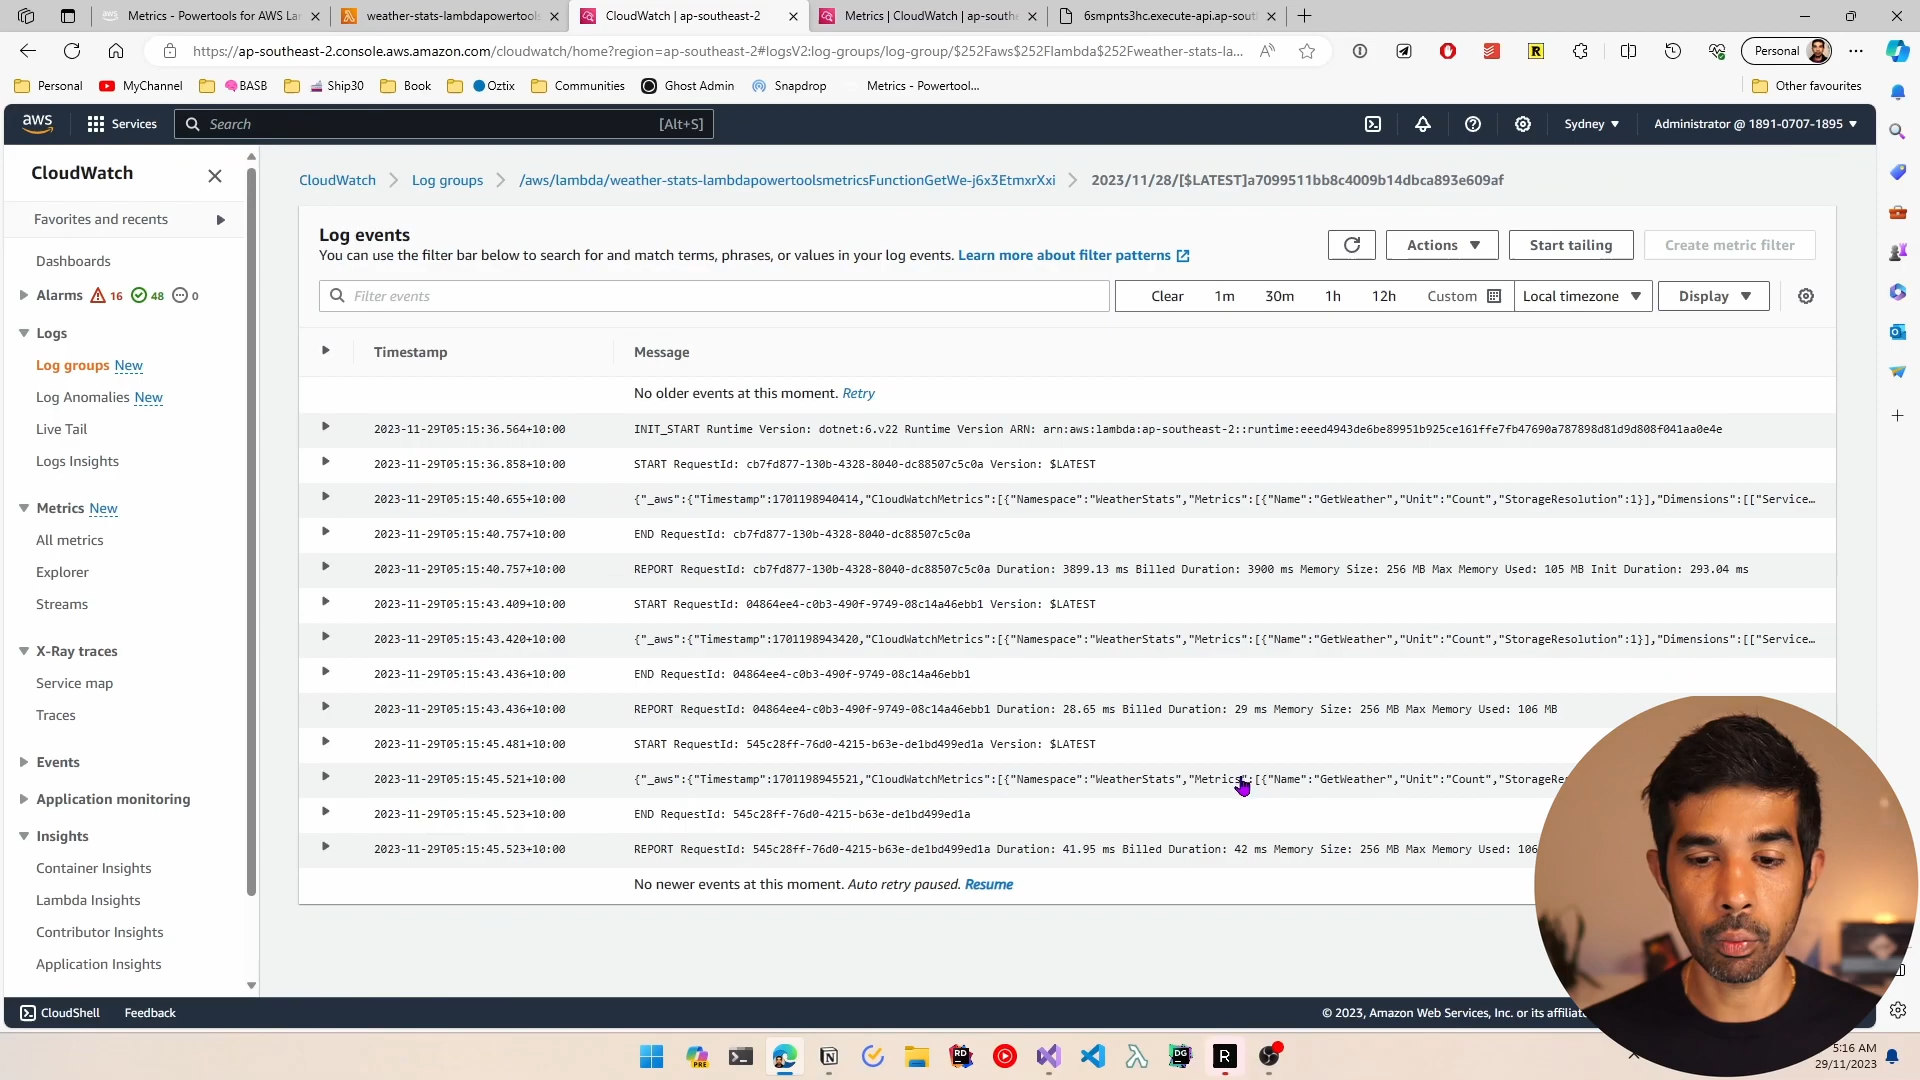 Metrics - Powertools for AWS La
weather-stats-lambdapowertools
CloudWatch | ap-southeast-2
Metrics | CloudWatch | ap-southe
6smpnts3hc.execute-api.ap-sout
https://ap-southeast-2.console.aws.amazon.com/cloudwatch/home?region=ap-southeast-2#logsV2:log-groups/log-group/$252Faws$252Flambda$252Fweather-stats-la...
Personal
Personal
MyChannel
BASB
Ship30
Book
Oztix
Communities
Ghost Admin
Snapdrop
Metrics - Powertool...
Other favourites
aws
Services
Search
[Alt+S]
Sydney
Administrator @ 1891-0707-1895
CloudWatch
Favorites and recents
Dashboards
Alarms 16 48 0
Logs
Log groups New
Log Anomalies New
Live Tail
Logs Insights
Metrics New
All metrics
Explorer
Streams
X-Ray traces
Service map
Traces
Events
Application monitoring
Insights
Container Insights
Lambda Insights
Contributor Insights
Application Insights
CloudWatch
Log groups
/aws/lambda/weather-stats-lambdapowertoolsmetricsFunctionGetWe-j6x3EtmxrXxi
2023/11/28/[$LATEST]a7099511bb8c4009b14dbca893e609af
Log events
You can use the filter bar below to search for and match terms, phrases, or values in your log events. Learn more about filter patterns
Actions
Start tailing
Create metric filter
Filter events
Clear
1m
30m
1h
12h
Custom
Local timezone
Display
Timestamp
Message
No older events at this moment. Retry
2023-11-29T05:15:36.564+10:00 INIT_START Runtime Version: dotnet:6.v22 Runtime Version ARN: arn:aws:lambda:ap-southeast-2::runtime:eeed4943de6be89951b925ce161ffe7fb47690a787898d81d9d808f041aa0e4e
2023-11-29T05:15:36.858+10:00 START RequestId: cb7fd877-130b-4328-8040-dc88507c5c0a Version: $LATEST
2023-11-29T05:15:40.655+10:00 {"_aws":{"Timestamp":1701198940414,"CloudWatchMetrics":[{"Namespace":"WeatherStats","Metrics":[{"Name":"GetWeather","Unit":"Count","StorageResolution":1}],"Dimensions":[["Service...
2023-11-29T05:15:40.757+10:00 END RequestId: cb7fd877-130b-4328-8040-dc88507c5c0a
2023-11-29T05:15:40.757+10:00 REPORT RequestId: cb7fd877-130b-4328-8040-dc88507c5c0a Duration: 3899.13 ms Billed Duration: 3900 ms Memory Size: 256 MB Max Memory Used: 105 MB Init Duration: 293.04 ms
2023-11-29T05:15:43.409+10:00 START RequestId: 04864ee4-c0b3-490f-9749-08c14a46ebb1 Version: $LATEST
2023-11-29T05:15:43.420+10:00 {"_aws":{"Timestamp":1701198943420,"CloudWatchMetrics":[{"Namespace":"WeatherStats","Metrics":[{"Name":"GetWeather","Unit":"Count","StorageResolution":1}],"Dimensions":[["Service...
2023-11-29T05:15:43.436+10:00 END RequestId: 04864ee4-c0b3-490f-9749-08c14a46ebb1
2023-11-29T05:15:43.436+10:00 REPORT RequestId: 04864ee4-c0b3-490f-9749-08c14a46ebb1 Duration: 28.65 ms Billed Duration: 29 ms Memory Size: 256 MB Max Memory Used: 106 MB
2023-11-29T05:15:45.481+10:00 START RequestId: 545c28ff-76d0-4215-b63e-de1bd499ed1a Version: $LATEST
2023-11-29T05:15:45.521+10:00 {"_aws":{"Timestamp":1701198945521,"CloudWatchMetrics":[{"Namespace":"WeatherStats","Metrics":[{"Name":"GetWeather","Unit":"Count","StorageRe
2023-11-29T05:15:45.523+10:00 END RequestId: 545c28ff-76d0-4215-b63e-de1bd499ed1a
2023-11-29T05:15:45.523+10:00 REPORT RequestId: 545c28ff-76d0-4215-b63e-de1bd499ed1a Duration: 41.95 ms Billed Duration: 42 ms Memory Size: 256 MB Max Memory Used: 106
No newer events at this moment. Auto retry paused. Resume
CloudShell
Feedback
© 2023, Amazon Web Services, Inc. or its affiliate
PRE
RD
DG
R
5:16 AM
29/11/2023